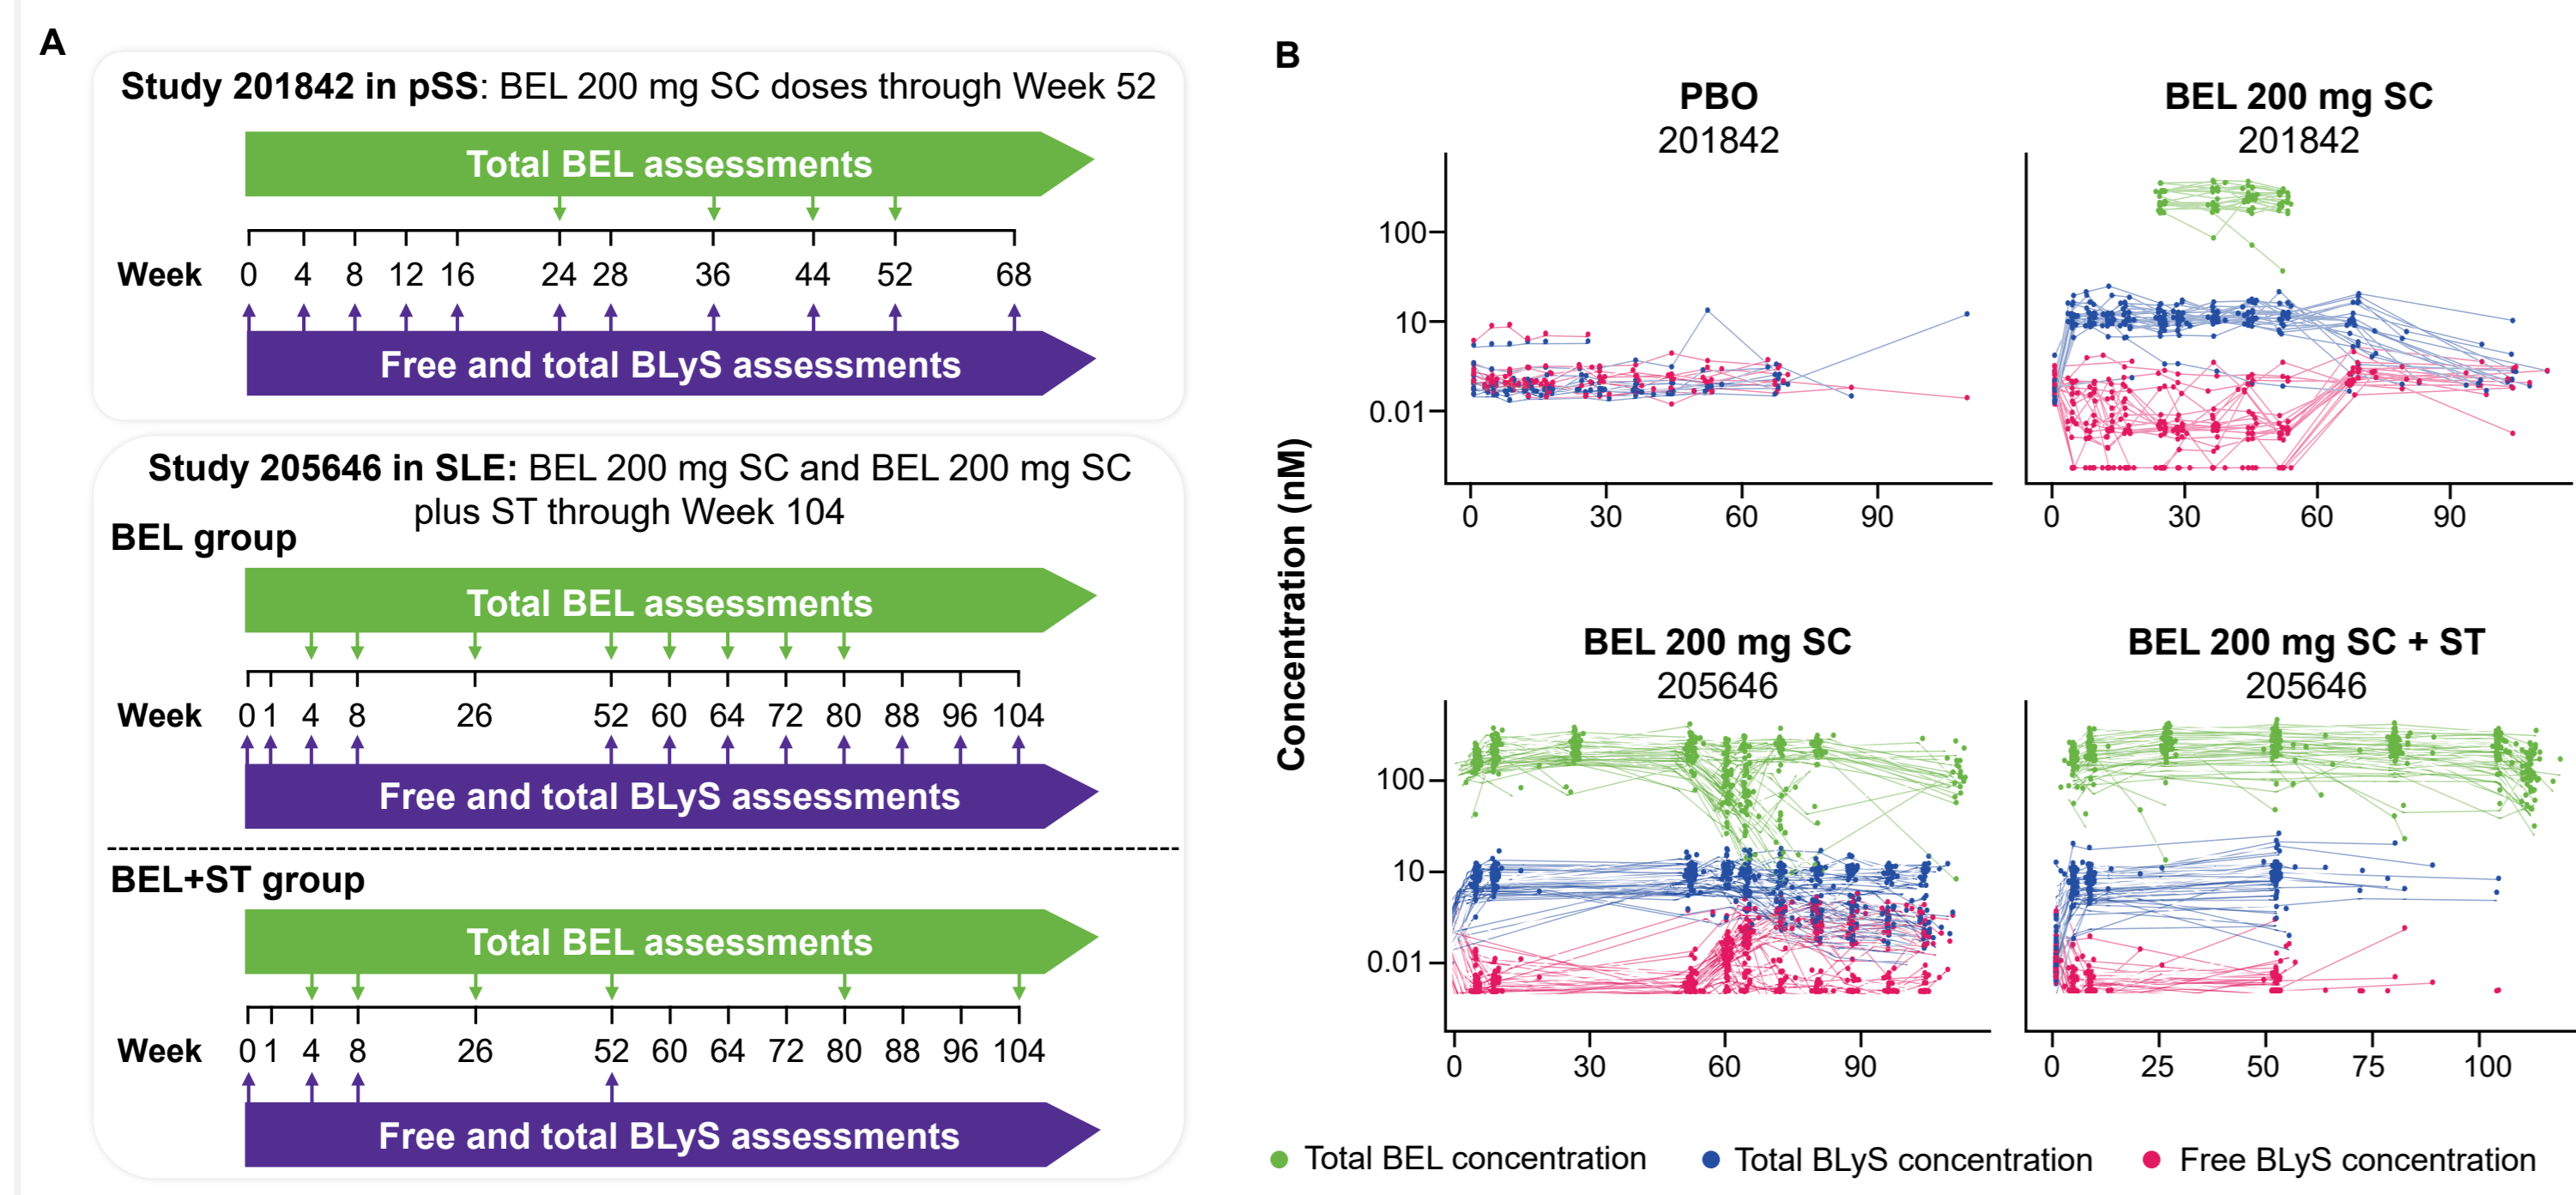 A
Study 201842 in pSS: BEL 200 mg SC doses through Week 52
Total BEL assessments
Week 0 4 8 12 16 24 28 36 44 52 68
Free and total BLyS assessments
Study 205646 in SLE: BEL 200 mg SC and BEL 200 mg SC
plus ST through Week 104
BEL group
Total BEL assessments
Week 0 1 4 8 26 52 60 64 72 80 88 96 104
Free and total BLyS assessments
BEL+ST group
Total BEL assessments
Week 0 1 4 8 26 52 60 64 72 80 88 96 104
Free and total BLyS assessments
B
Concentration (nM)
PBO
201842
100
10
0.01
0 30 60 90
BEL 200 mg SC
201842
0 30 60 90
BEL 200 mg SC
205646
100
10
0.01
0 30 60 90
BEL 200 mg SC + ST
205646
0 25 50 75 100
Total BEL concentration
Total BLyS concentration
Free BLyS concentration